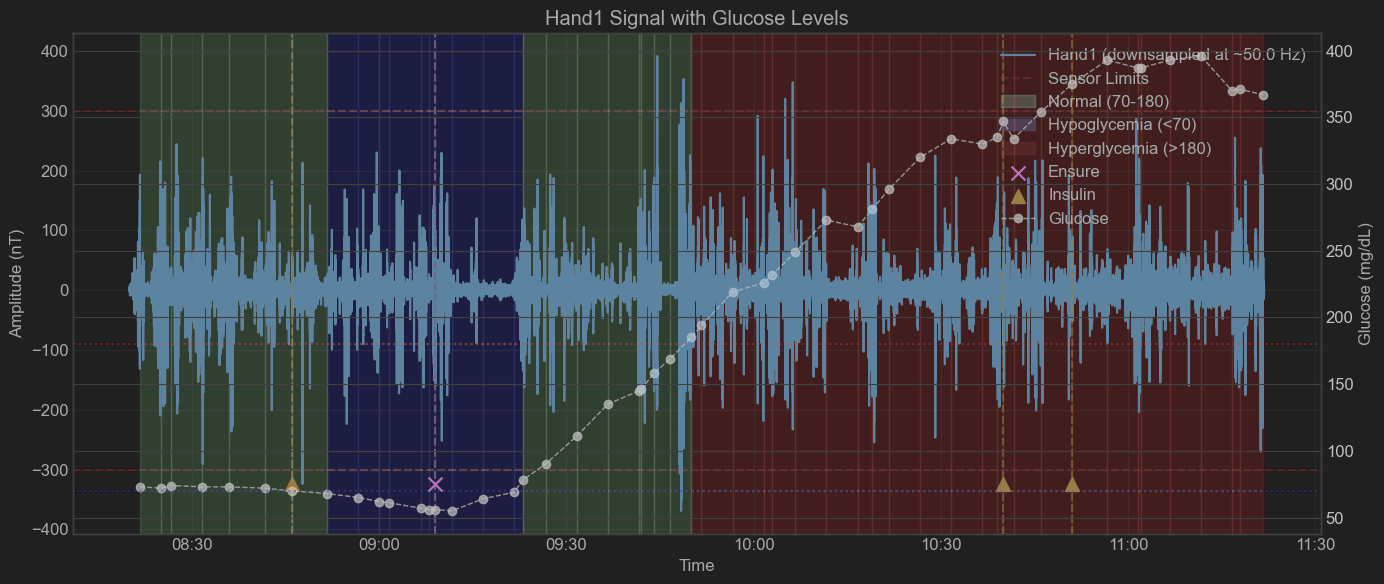 Hand1 Signal with Glucose Levels
400
300
200
100
0
−100
−200
−300
−400
Amplitude (nT)
Hand1 (downsampled at ~50.0 Hz)
Sensor Limits
Normal (70-180)
Hypoglycemia (<70)
Hyperglycemia (>180)
Ensure
Insulin
Glucose
400
350
300
250
200
150
100
50
Glucose (mg/dL)
08:30
09:00
09:30
10:00
10:30
11:00
11:30
Time